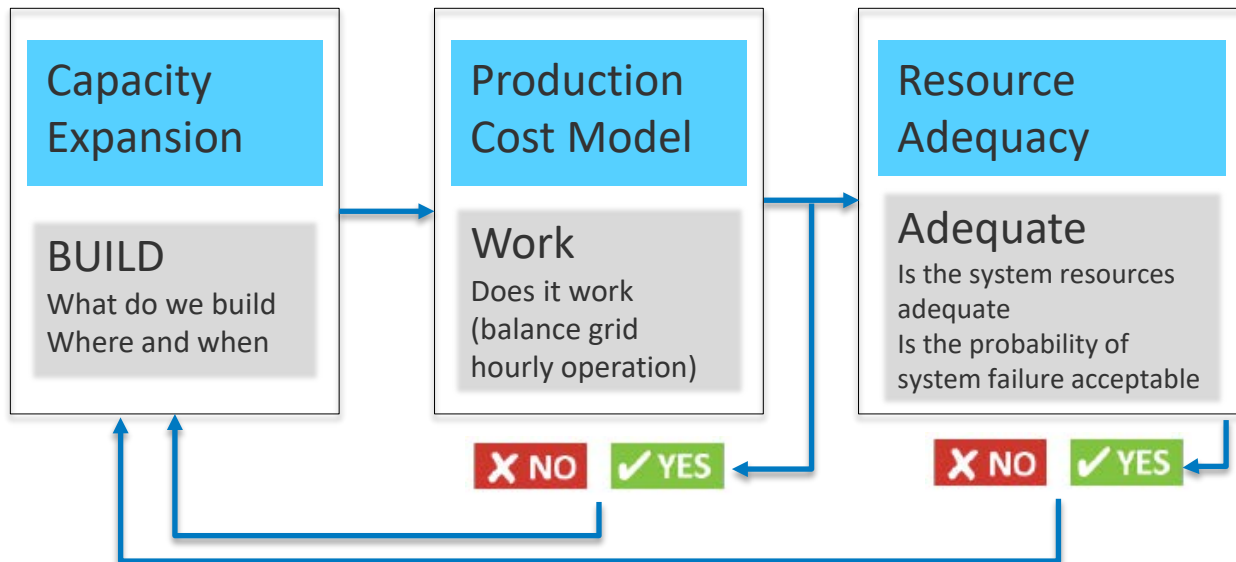 Capacity
Expansion
BUILD
What do we build
Where and when
Production
Cost Model
Work
Does it work
(balance grid
hourly operation)
Resource
Adequacy
Adequate
Is the system resources
adequate
Is the probability of
system failure acceptable
✗ NO
✓ YES
✗ NO
✓ YES